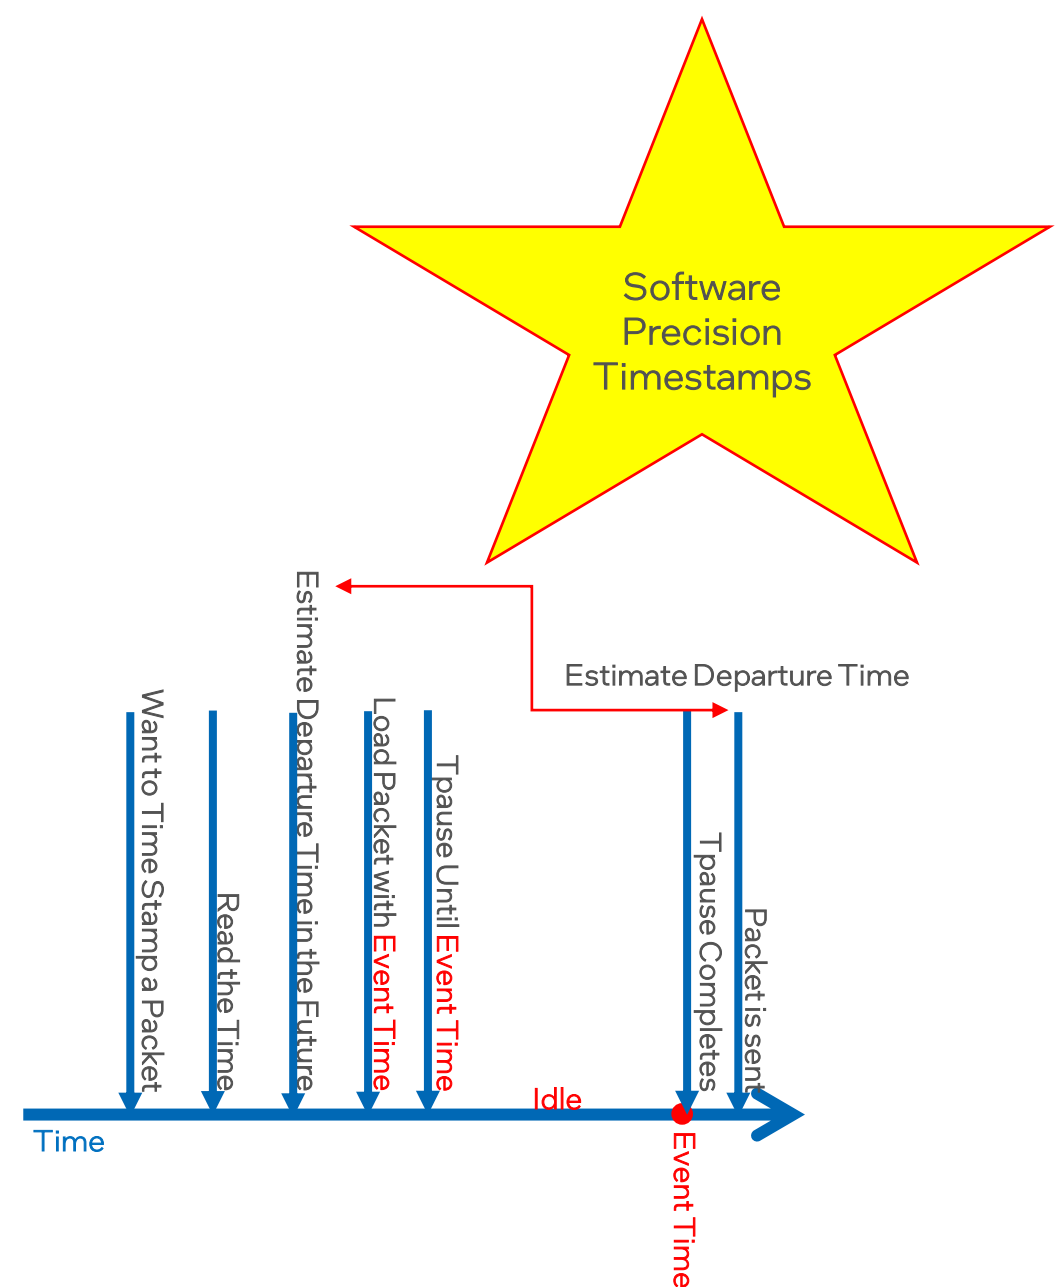 Software
Precision
Timestamps
Estimate Departure Time
Want to Time Stamp a Packet
Read the Time
Estimate Departure Time in the Future
Load Packet with Event Time
Tpause Until Event Time
Tpause Completes
Packet is sent
Idle
Time
Event Time